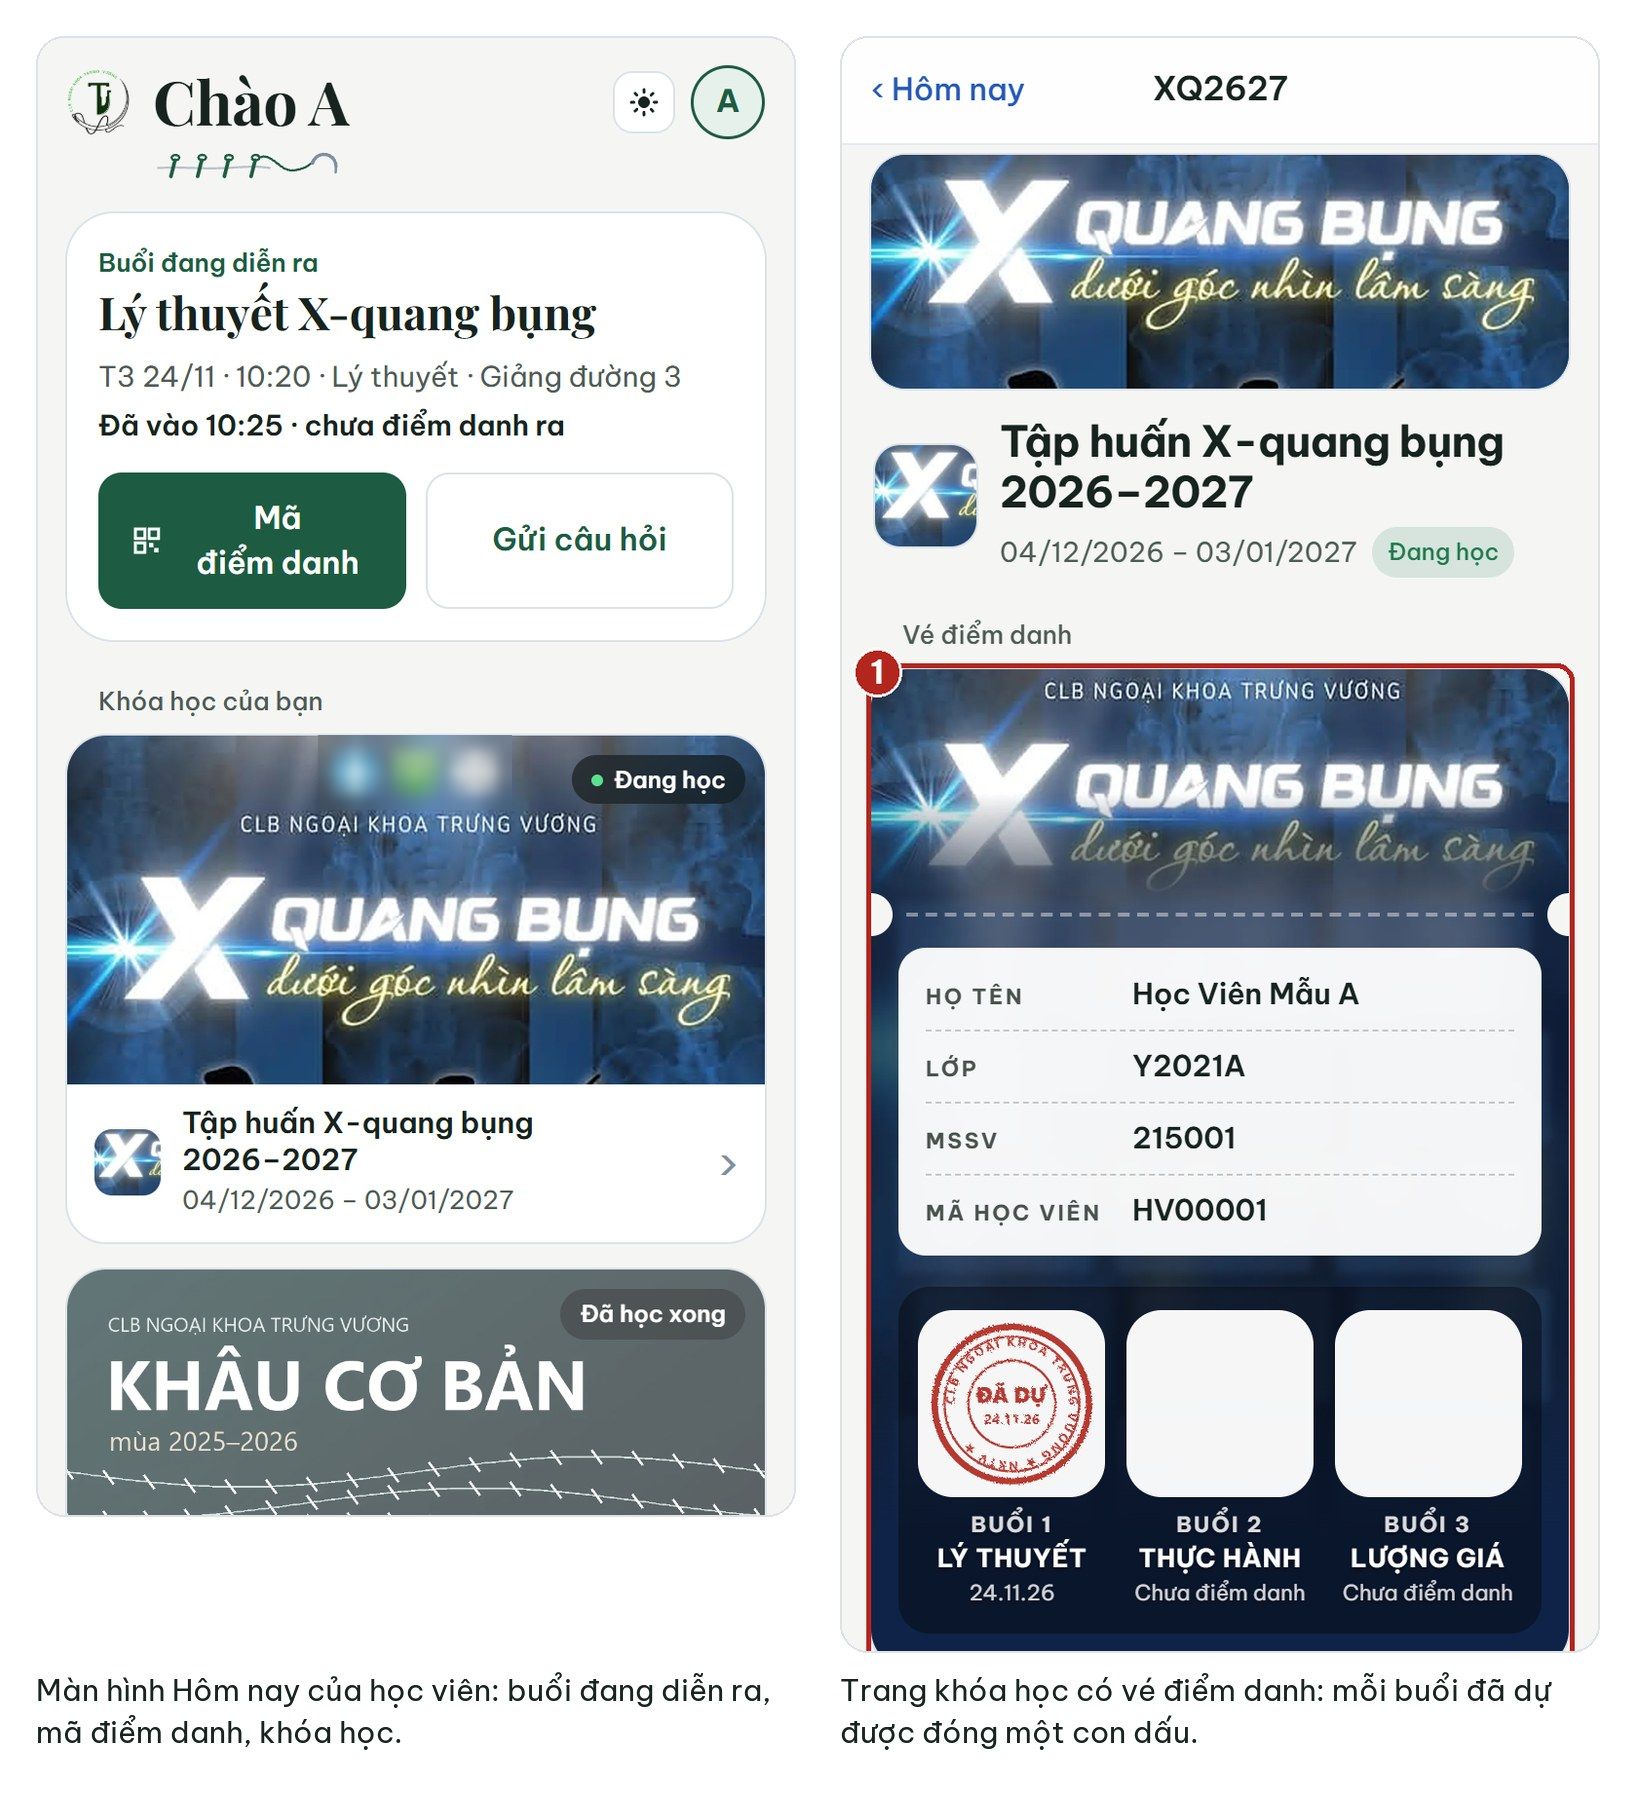 Chào A
A
Buổi đang diễn ra
Lý thuyết X-quang bụng
T3 24/11 · 10:20 · Lý thuyết · Giảng đường 3
Đã vào 10:25 · chưa điểm danh ra
Mã
điểm danh
Gửi câu hỏi
Khóa học của bạn
Đang học
CLB NGOẠI KHOA TRƯNG VƯƠNG
X QUANG BỤNG
dưới góc nhìn lâm sàng
Tập huấn X-quang bụng
2026–2027
04/12/2026 – 03/01/2027
Đã học xong
CLB NGOẠI KHOA TRƯNG VƯƠNG
KHÂU CƠ BẢN
mùa 2025–2026
Màn hình Hôm nay của học viên: buổi đang diễn ra,
mã điểm danh, khóa học.
‹ Hôm nay
XQ2627
X QUANG BỤNG
dưới góc nhìn lâm sàng
Tập huấn X-quang bụng
2026–2027
04/12/2026 – 03/01/2027
Đang học
Vé điểm danh
1
CLB NGOẠI KHOA TRƯNG VƯƠNG
X QUANG BỤNG
dưới góc nhìn lâm sàng
HỌ TÊN Học Viên Mẫu A
LỚP Y2021A
MSSV 215001
MÃ HỌC VIÊN HV00001
CLB NGOẠI KHOA TRƯNG VƯƠNG
ĐÃ DỰ
24.11.26
★ NKTV ★
BUỔI 1
LÝ THUYẾT
24.11.26
BUỔI 2
THỰC HÀNH
Chưa điểm danh
BUỔI 3
LƯỢNG GIÁ
Chưa điểm danh
Trang khóa học có vé điểm danh: mỗi buổi đã dự
được đóng một con dấu.